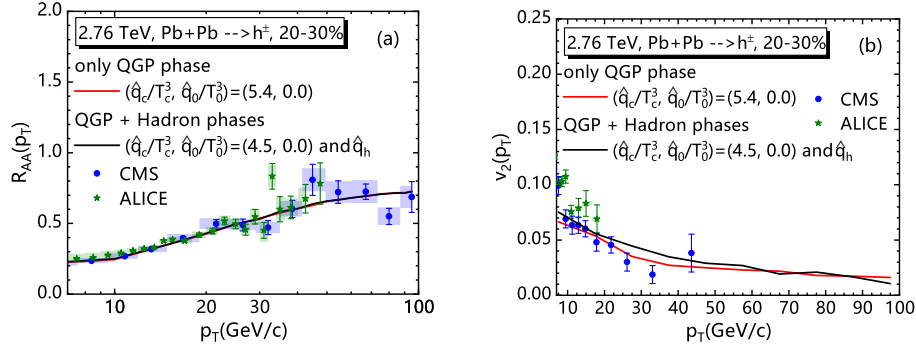 2.76 TeV, Pb+Pb -->h±, 20-30%
(a)
only QGP phase
(q̂c/Tc³, q̂0/T0³)=(5.4, 0.0)
QGP + Hadron phases
(q̂c/Tc³, q̂0/T0³)=(4.5, 0.0) and q̂h
CMS
ALICE
RAA(pT)
2.0
1.5
1.0
0.5
0.0
10 20 30 100
pT(GeV/c)
2.76 TeV, Pb+Pb -->h±, 20-30%
(b)
only QGP phase
(q̂c/Tc³, q̂0/T0³)=(5.4, 0.0)
CMS
QGP + Hadron phases
ALICE
(q̂c/Tc³, q̂0/T0³)=(4.5, 0.0) and q̂h
v2(pT)
0.25
0.20
0.15
0.10
0.05
0.00
10 20 30 40 50 60 70 80 90 100
pT(GeV/c)